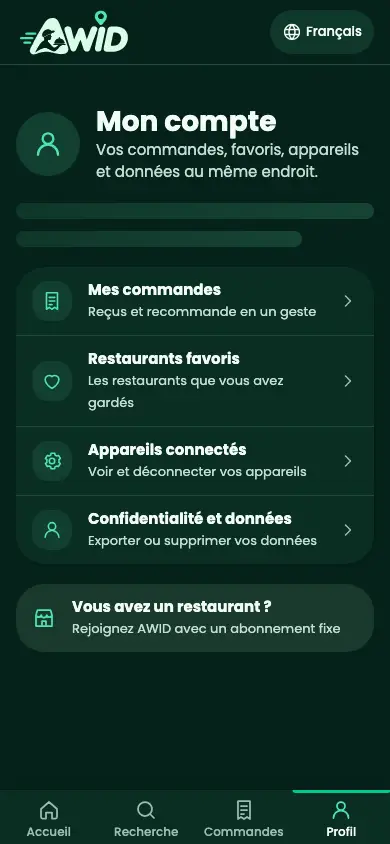 AWID
Français
Mon compte
Vos commandes, favoris, appareils
et données au même endroit.
Mes commandes
Reçus et recommande en un geste
Restaurants favoris
Les restaurants que vous avez
gardés
Appareils connectés
Voir et déconnecter vos appareils
Confidentialité et données
Exporter ou supprimer vos données
Vous avez un restaurant ?
Rejoignez AWID avec un abonnement fixe
Accueil
Recherche
Commandes
Profil